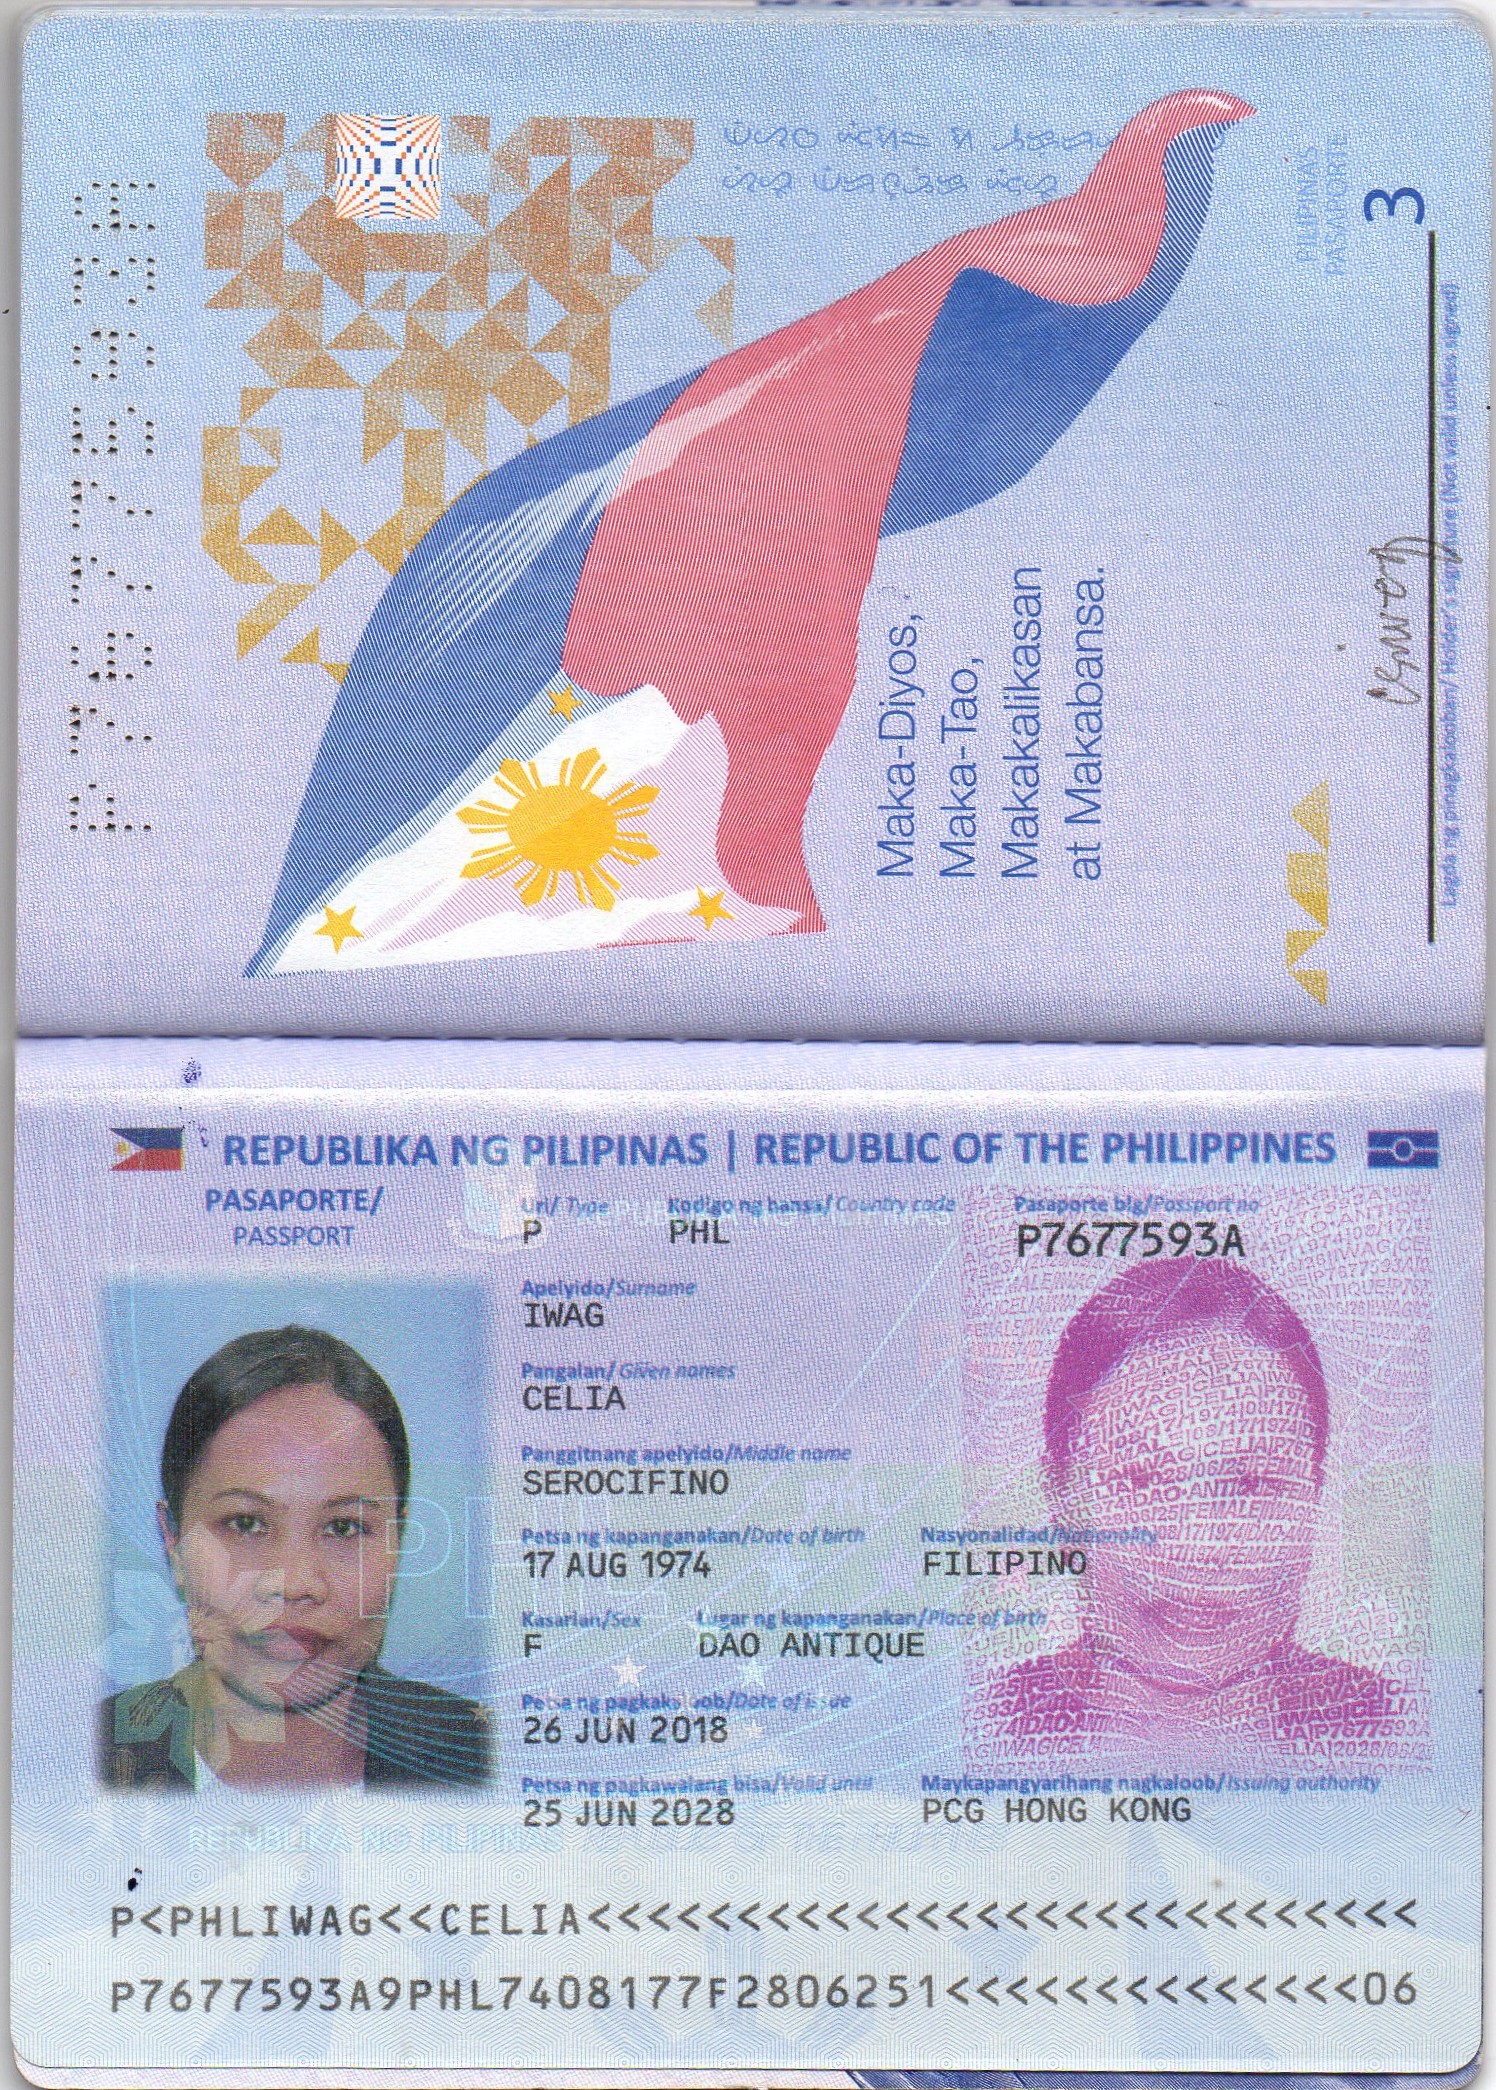 P7677593A
PILIPINAS
PASAPORTE
3
Maka-Diyos,
Maka-Tao,
Makakalikasan
at Makabansa.
Lagda ng pinagkalooban/ Holder's signature (Not valid unless signed)
REPUBLIKA NG PILIPINAS | REPUBLIC OF THE PHILIPPINES
PASAPORTE/
PASSPORT
Uri/ Type Kodigo ng bansa/ Country code Pasaporte blg/Passport no
P PHL P7677593A
Apelyido/Surname
IWAG
Pangalan/ Given names
CELIA
Panggitnang apelyido/Middle name
SEROCIFINO
Petsa ng kapanganakan/Date of birth Nasyonalidad/Nationality
17 AUG 1974 FILIPINO
Kasarian/Sex Lugar ng kapanganakan/Place of birth
F DAO ANTIQUE
Petsa ng pagkakaloob/Date of issue
26 JUN 2018
Petsa ng pagkawalang bisa/Valid until Maykapangyarihang nagkaloob/Issuing authority
25 JUN 2028 PCG HONG KONG
REPUBLIKA NG PILIPINAS
P<PHLIWAG<<CELIA<<<<<<<<<<<<<<<<<<<<<<<<<<<<
P7677593A9PHL7408177F2806251<<<<<<<<<<<<<<06